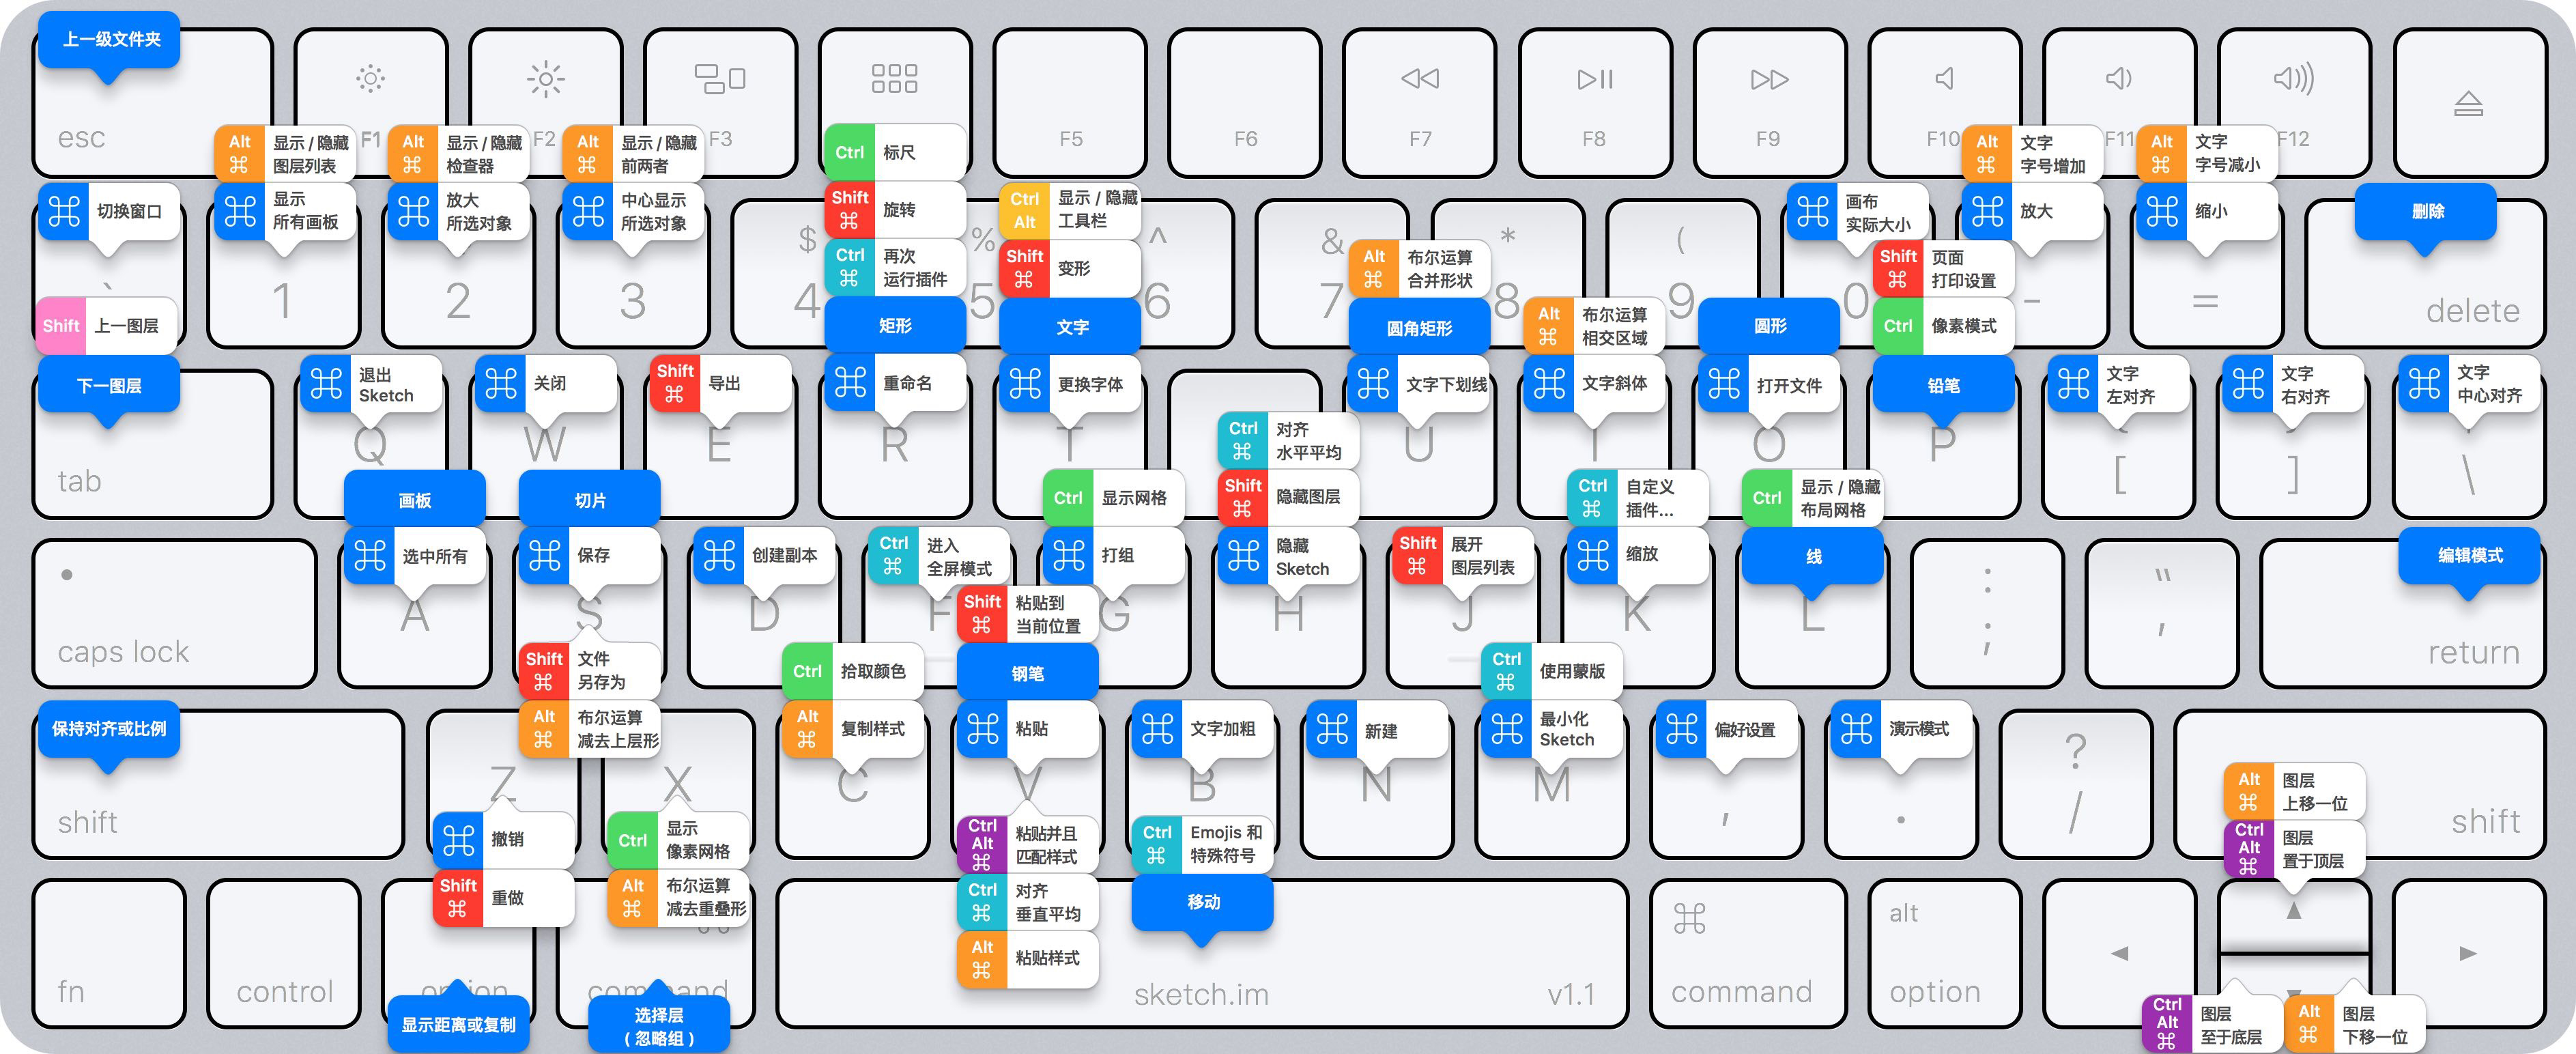 上一级文件夹
esc
F1
F2
F3
F5
F6
F7
F8
F9
F10
F11
F12
Alt
⌘
显示 / 隐藏
图层列表
Alt
⌘
显示 / 隐藏
检查器
Alt
⌘
显示 / 隐藏
前两者
Ctrl
标尺
Alt
⌘
文字
字号增加
Alt
⌘
文字
字号减小
⌘
切换窗口
`
⌘
显示
所有画板
1
⌘
放大
所选对象
2
⌘
中心显示
所选对象
3
$
4
Shift
⌘
旋转
Ctrl
⌘
再次
运行插件
%
5
Ctrl
Alt
显示 / 隐藏
工具栏
Shift
⌘
变形
^
6
&
7
Alt
⌘
布尔运算
合并形状
*
8
(
9
⌘
画布
实际大小
0
⌘
放大
-
⌘
缩小
=
删除
delete
Shift
上一图层
矩形
文字
圆角矩形
Alt
⌘
布尔运算
相交区域
圆形
Shift
⌘
页面
打印设置
Ctrl
像素模式
下一图层
tab
⌘
退出
Sketch
Q
⌘
关闭
W
Shift
⌘
导出
E
⌘
重命名
R
⌘
更换字体
T
⌘
文字下划线
U
⌘
文字斜体
I
⌘
打开文件
O
铅笔
P
⌘
文字
左对齐
[
⌘
文字
右对齐
]
⌘
文字
中心对齐
\
画板
切片
Ctrl
显示网格
Ctrl
⌘
对齐
水平平均
Shift
⌘
隐藏图层
Ctrl
⌘
自定义
插件...
Ctrl
显示 / 隐藏
布局网格
caps lock
⌘
选中所有
A
⌘
保存
S
⌘
创建副本
D
Ctrl
⌘
进入
全屏模式
F
⌘
打组
G
⌘
隐藏
Sketch
H
Shift
⌘
展开
图层列表
J
⌘
缩放
K
线
L
:
;
"
,
编辑模式
return
Shift
⌘
文件
另存为
Alt
⌘
布尔运算
减去上层形
Ctrl
拾取颜色
Shift
⌘
粘贴到
当前位置
钢笔
Ctrl
⌘
使用蒙版
保持对齐或比例
shift
Z
X
Alt
⌘
复制样式
C
⌘
粘贴
V
⌘
文字加粗
B
⌘
新建
N
⌘
最小化
Sketch
M
⌘
偏好设置
,
⌘
演示模式
.
?
/
shift
⌘
撤销
Shift
⌘
重做
Ctrl
显示
像素网格
Alt
⌘
布尔运算
减去重叠形
Ctrl
Alt
⌘
粘贴并且
匹配样式
Ctrl
⌘
对齐
垂直平均
Alt
⌘
粘贴样式
Ctrl
⌘
Emojis 和
特殊符号
移动
Alt
⌘
图层
上移一位
Ctrl
Alt
⌘
图层
置于顶层
fn
control
option
显示距离或复制
command
选择层
( 忽略组 )
sketch.im
v1.1
⌘
command
alt
option
◀
▲
▶
Ctrl
Alt
⌘
图层
至于底层
Alt
⌘
图层
下移一位